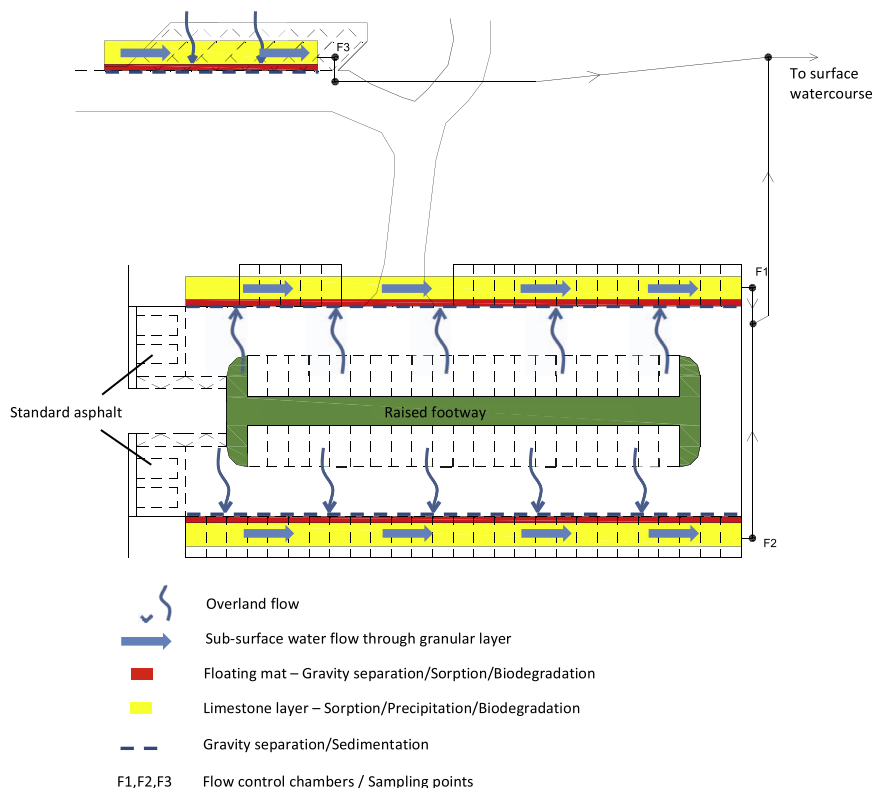 F3
To surface
watercourse
F1
Standard asphalt
Raised footway
F2
Overland flow
Sub-surface water flow through granular layer
Floating mat – Gravity separation/Sorption/Biodegradation
Limestone layer – Sorption/Precipitation/Biodegradation
Gravity separation/Sedimentation
F1,F2,F3 Flow control chambers / Sampling points